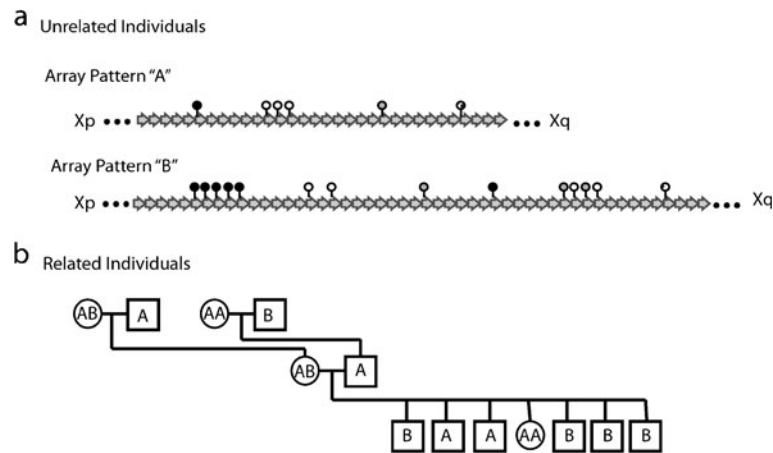 a Unrelated Individuals
Array Pattern “A”
Xp ••• ••• Xq
Array Pattern “B”
Xp ••• ••• Xq
b Related Individuals
AB A AA B
AB A
B A A AA B B B